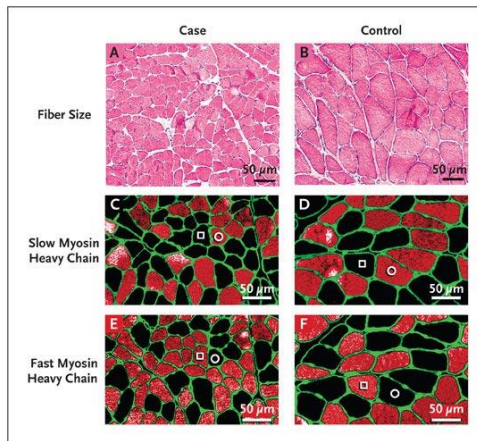 Case
Control
A
B
Fiber Size
50 µm
50 µm
C
D
Slow Myosin
Heavy Chain
50 µm
50 µm
E
F
Fast Myosin
Heavy Chain
50 µm
50 µm